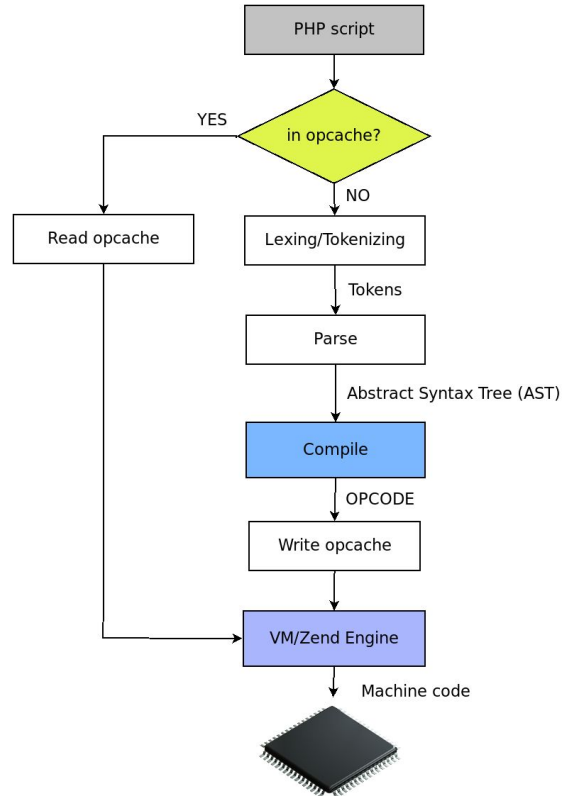 PHP script
YES
in opcache?
NO
Read opcache
Lexing/Tokenizing
Tokens
Parse
Abstract Syntax Tree (AST)
Compile
OPCODE
Write opcache
VM/Zend Engine
Machine code